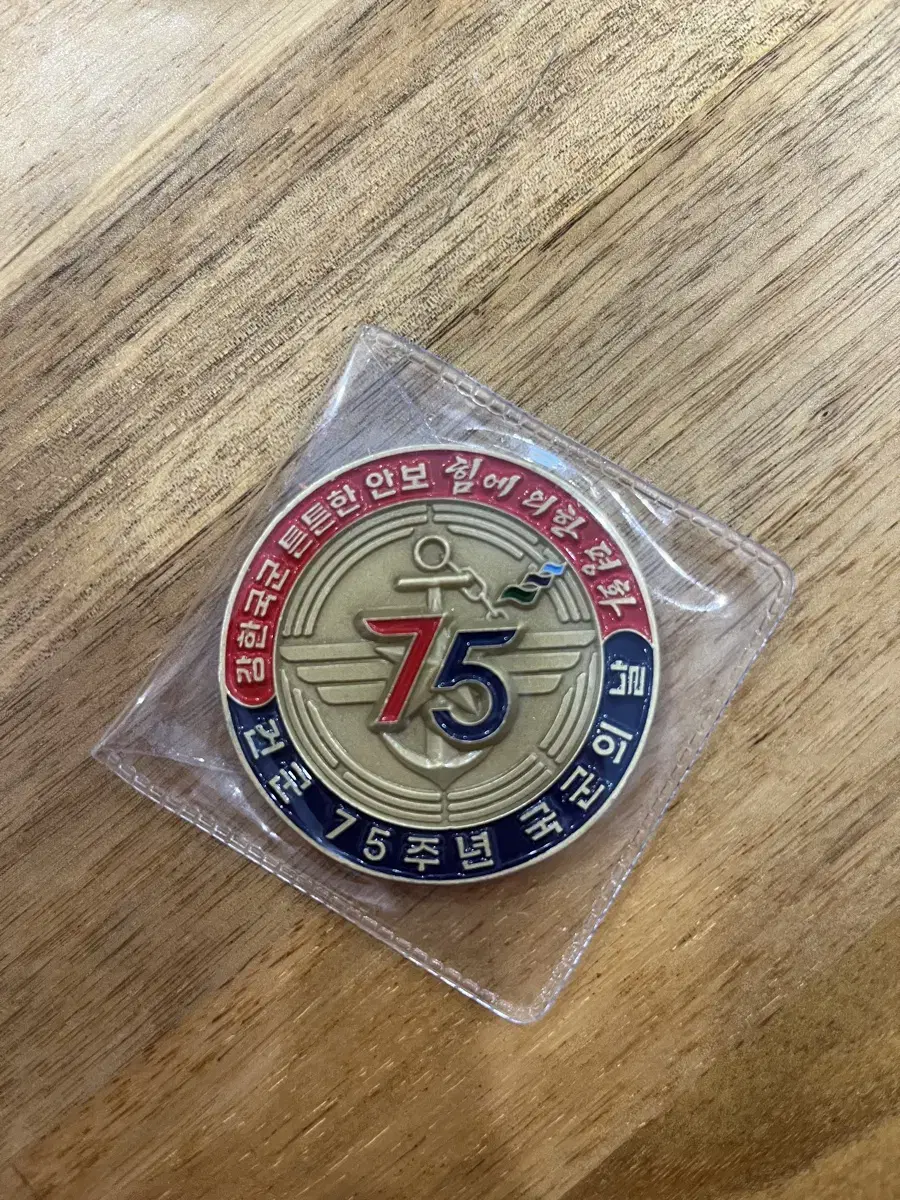 강한국군 튼튼한 안보 힘에 의한 평화
75
건군 75주년 국군의 날